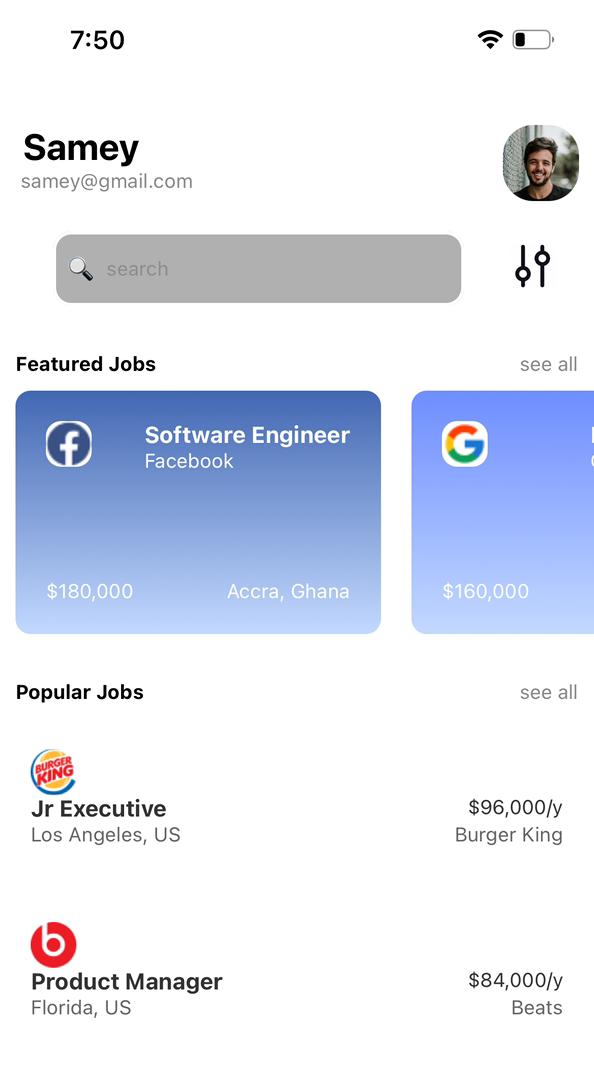 7:50
Samey
samey@gmail.com
search
Featured Jobs see all
Software Engineer
Facebook
$180,000 Accra, Ghana
$160,000
Popular Jobs see all
BURGER
KING
Jr Executive $96,000/y
Los Angeles, US Burger King
Product Manager $84,000/y
Florida, US Beats